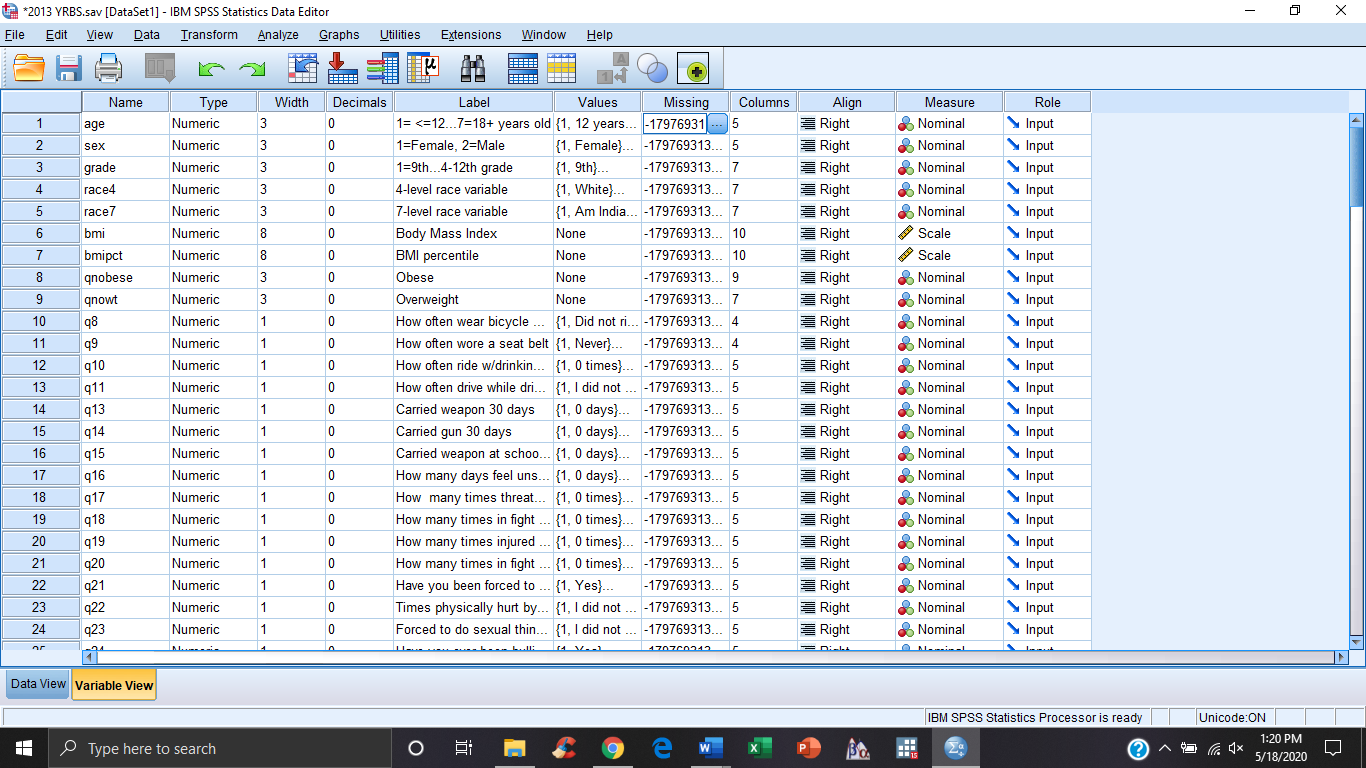 *2013 YRBS.sav [DataSet1] - IBM SPSS Statistics Data Editor
File Edit View Data Transform Analyze Graphs Utilities Extensions Window Help
Name Type Width Decimals Label Values Missing Columns Align Measure Role
1 age Numeric 3 0 1= <=12...7=18+ years old {1, 12 years... -17976931 ... 5 Right Nominal Input
2 sex Numeric 3 0 1=Female, 2=Male {1, Female}... -179769313... 5 Right Nominal Input
3 grade Numeric 3 0 1=9th...4-12th grade {1, 9th}... -179769313... 7 Right Nominal Input
4 race4 Numeric 3 0 4-level race variable {1, White}... -179769313... 7 Right Nominal Input
5 race7 Numeric 3 0 7-level race variable {1, Am India... -179769313... 7 Right Nominal Input
6 bmi Numeric 8 0 Body Mass Index None -179769313... 10 Right Scale Input
7 bmipct Numeric 8 0 BMI percentile None -179769313... 10 Right Scale Input
8 qnobese Numeric 3 0 Obese None -179769313... 9 Right Nominal Input
9 qnowt Numeric 3 0 Overweight None -179769313... 7 Right Nominal Input
10 q8 Numeric 1 0 How often wear bicycle ... {1, Did not ri... -179769313... 4 Right Nominal Input
11 q9 Numeric 1 0 How often wore a seat belt {1, Never}... -179769313... 4 Right Nominal Input
12 q10 Numeric 1 0 How often ride w/drinkin... {1, 0 times}... -179769313... 5 Right Nominal Input
13 q11 Numeric 1 0 How often drive while dri... {1, I did not ... -179769313... 5 Right Nominal Input
14 q13 Numeric 1 0 Carried weapon 30 days {1, 0 days}... -179769313... 5 Right Nominal Input
15 q14 Numeric 1 0 Carried gun 30 days {1, 0 days}... -179769313... 5 Right Nominal Input
16 q15 Numeric 1 0 Carried weapon at schoo... {1, 0 days}... -179769313... 5 Right Nominal Input
17 q16 Numeric 1 0 How many days feel uns... {1, 0 days}... -179769313... 5 Right Nominal Input
18 q17 Numeric 1 0 How many times threat... {1, 0 times}... -179769313... 5 Right Nominal Input
19 q18 Numeric 1 0 How many times in fight ... {1, 0 times}... -179769313... 5 Right Nominal Input
20 q19 Numeric 1 0 How many times injured ... {1, 0 times}... -179769313... 5 Right Nominal Input
21 q20 Numeric 1 0 How many times in fight ... {1, 0 times}... -179769313... 5 Right Nominal Input
22 q21 Numeric 1 0 Have you been forced to ... {1, Yes}... -179769313... 5 Right Nominal Input
23 q22 Numeric 1 0 Times physically hurt by... {1, I did not ... -179769313... 5 Right Nominal Input
24 q23 Numeric 1 0 Forced to do sexual thin... {1, I did not ... -179769313... 5 Right Nominal Input
Data View Variable View
IBM SPSS Statistics Processor is ready Unicode:ON
Type here to search
1:20 PM
5/18/2020